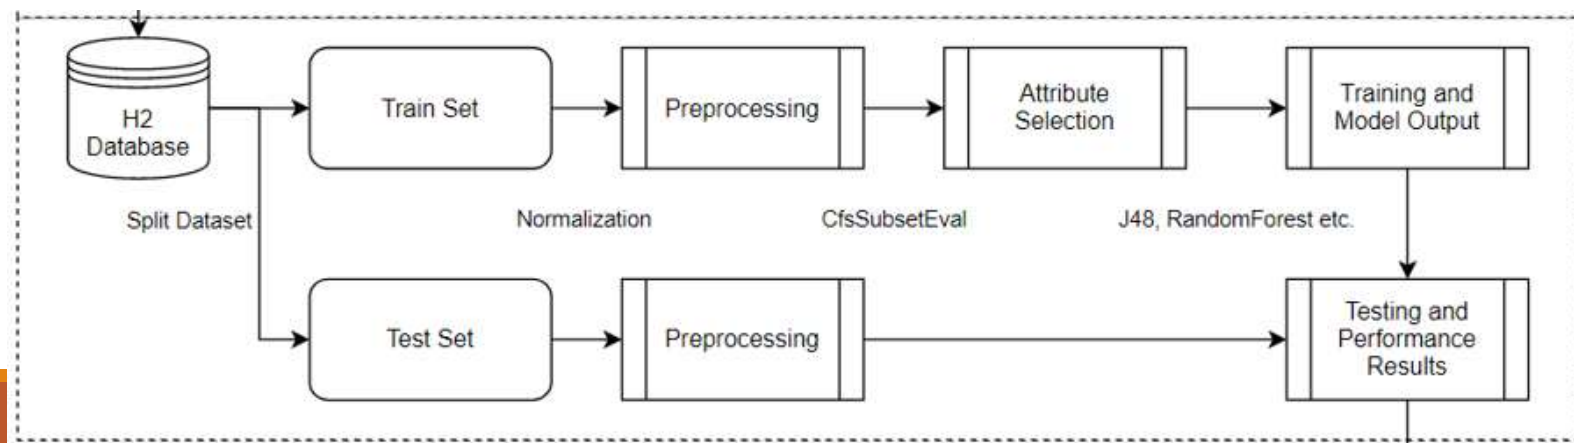 H2
Database
Train Set
Preprocessing
Attribute
Selection
Training and
Model Output
Split Dataset
Normalization
CfsSubsetEval
J48, RandomForest etc.
Test Set
Preprocessing
Testing and
Performance
Results